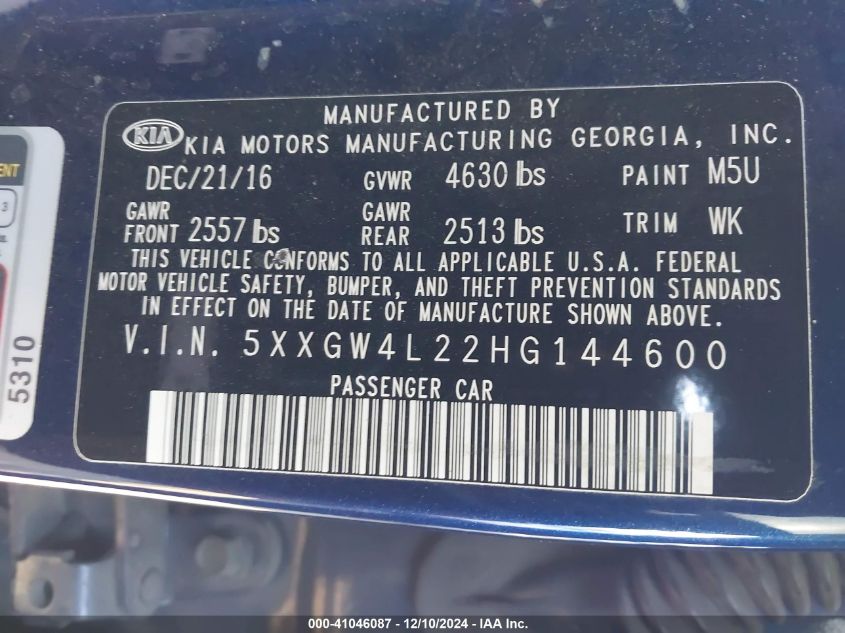 MANUFACTURED BY
KIA KIA MOTORS MANUFACTURING GEORGIA, INC.
DEC/21/16 GVWR 4630 lbs PAINT M5U
GAWR FRONT 2557 lbs GAWR REAR 2513 lbs TRIM WK
THIS VEHICLE CONFORMS TO ALL APPLICABLE U.S.A. FEDERAL
MOTOR VEHICLE SAFETY, BUMPER, AND THEFT PREVENTION STANDARDS
IN EFFECT ON THE DATE OF MANUFACTURE SHOWN ABOVE.
V.I.N. 5XXGW4L22HG144600
PASSENGER CAR
3
5310
000-41046087 - 12/10/2024 - IAA Inc.